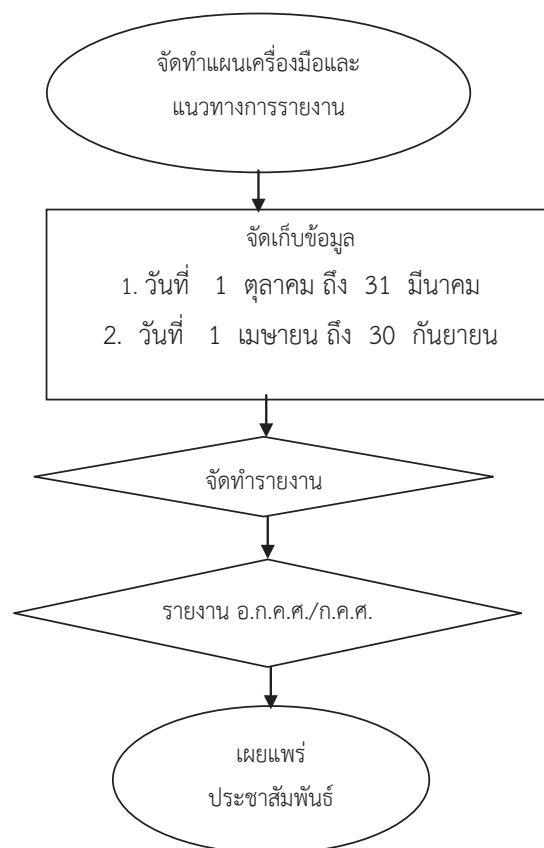 จัดทำแผนเครื่องมือและ
แนวทางการรายงาน
จัดเก็บข้อมูล
1. วันที่ 1 ตุลาคม ถึง 31 มีนาคม
2. วันที่ 1 เมษายน ถึง 30 กันยายน
จัดทำรายงาน
รายงาน อ.ก.ค.ศ./ก.ค.ศ.
เผยแพร่
ประชาสัมพันธ์